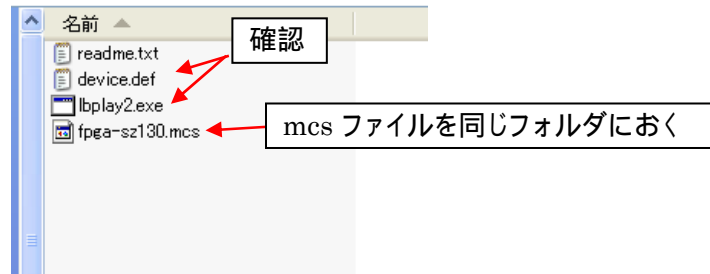 名前
確認
readme.txt
device.def
lbplay2.exe
fpga-sz130.mcs
mcs ファイルを同じフォルダにおく